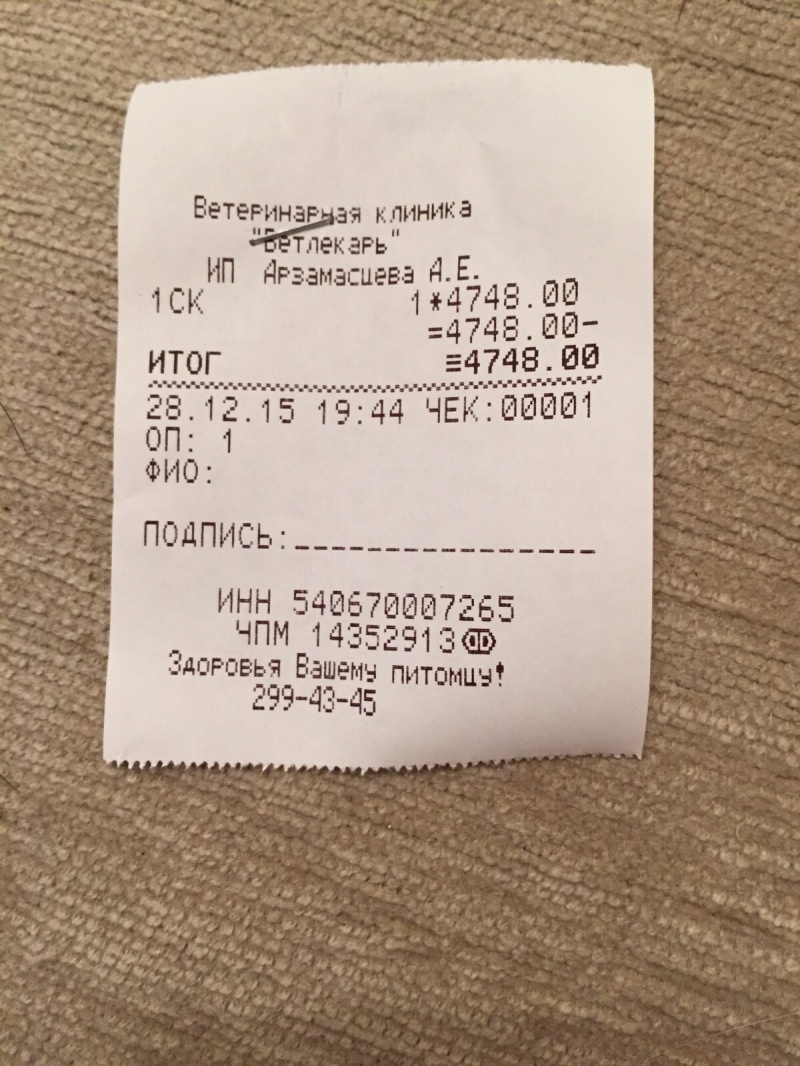 Ветеринарная клиника
"Ветлекарь"
ИП Арзамасцева А.Е.
1СК 1*4748.00
=4748.00-
ИТОГ ≡4748.00
28.12.15 19:44 ЧЕК:00001
ОП: 1
ФИО:
ПОДПИСЬ:________________
ИНН 540670007265
ЧПМ 14352913
Здоровья Вашему питомцу!
299-43-45